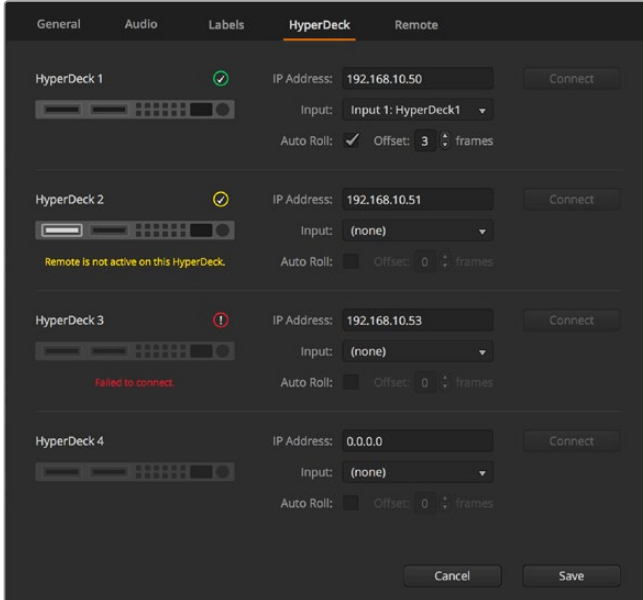 General Audio Labels HyperDeck Remote
HyperDeck 1 IP Address: 192.168.10.50 Connect
Input: Input 1: HyperDeck1
Auto Roll: Offset: 3 frames
HyperDeck 2 IP Address: 192.168.10.51 Connect
Input: (none)
Remote is not active on this HyperDeck. Auto Roll: Offset: 0 frames
HyperDeck 3 IP Address: 192.168.10.53 Connect
Input: (none)
Failed to connect. Auto Roll: Offset: 0 frames
HyperDeck 4 IP Address: 0.0.0.0 Connect
Input: (none)
Auto Roll: Offset: 0 frames
Cancel Save